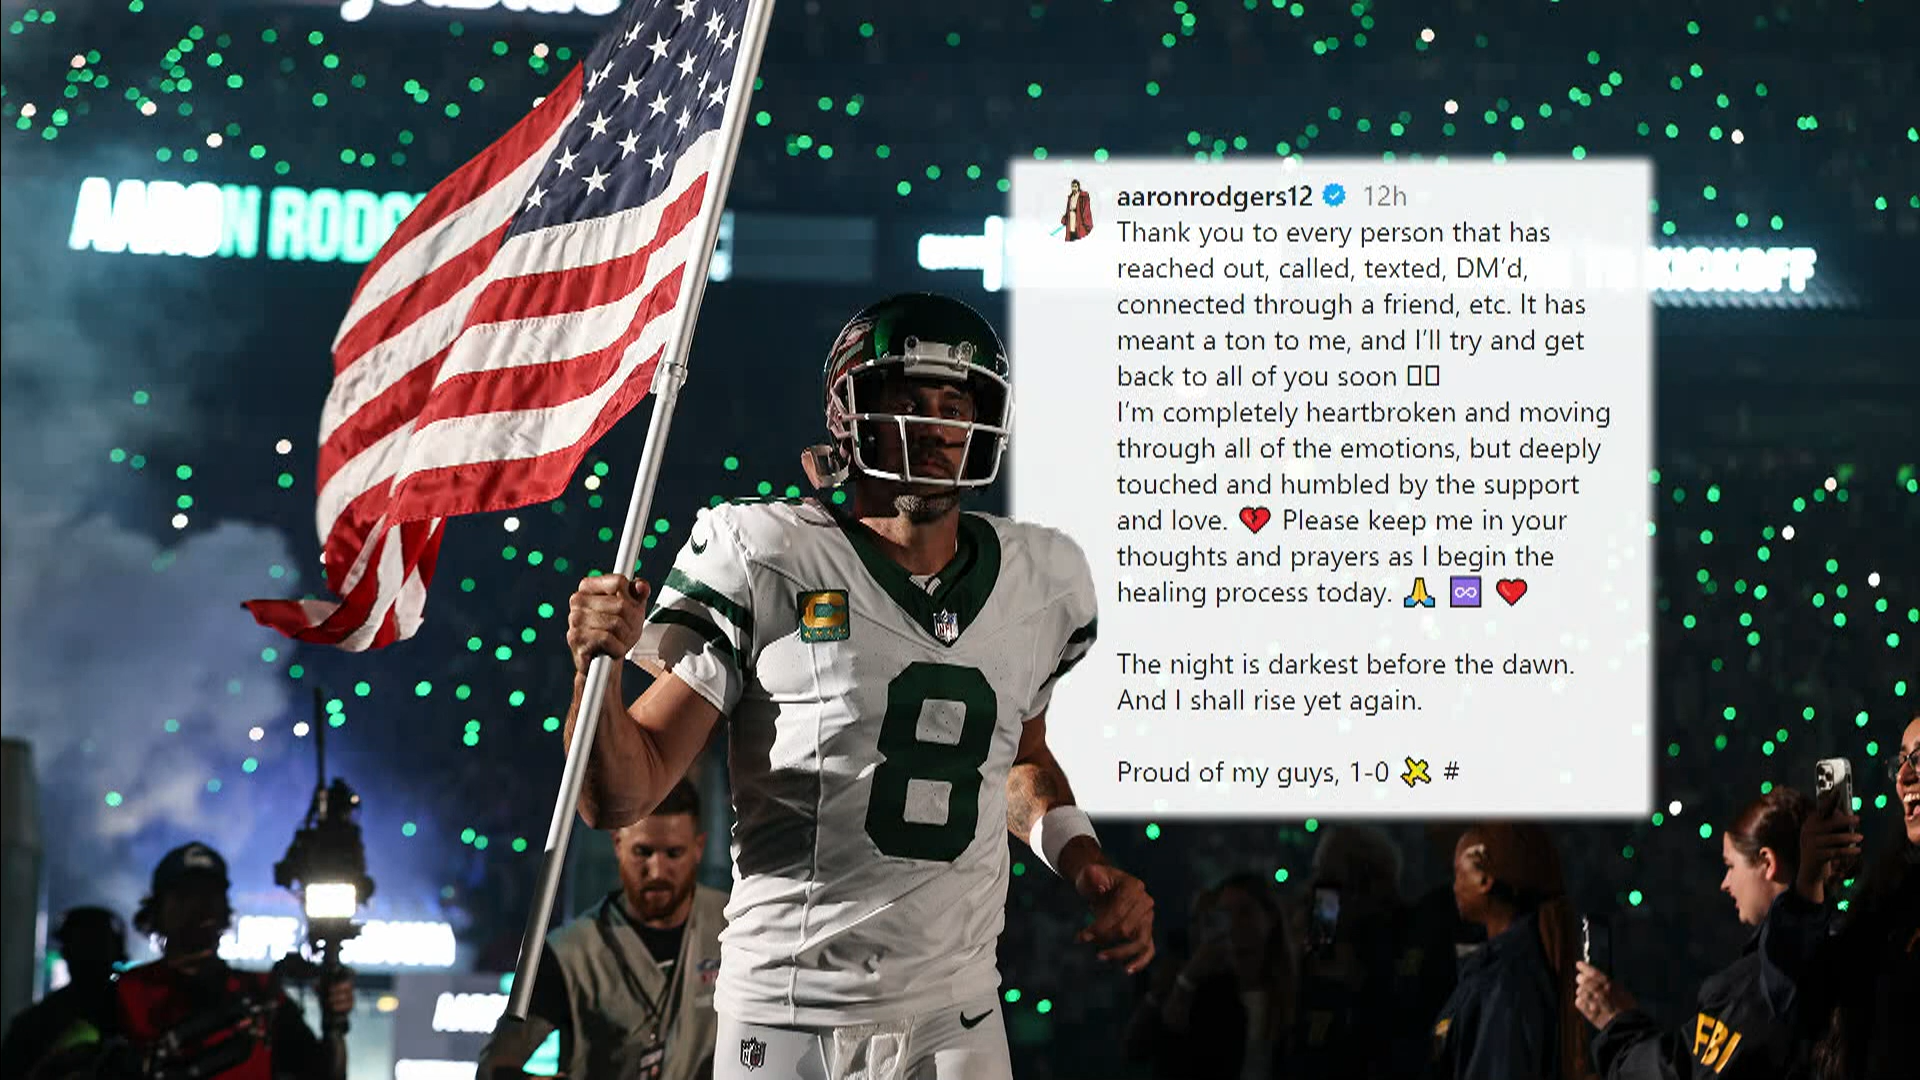 AARON RODG
KICKOFF
aaronrodgers12 12h
Thank you to every person that has
reached out, called, texted, DM'd,
connected through a friend, etc. It has
meant a ton to me, and I'll try and get
back to all of you soon
I'm completely heartbroken and moving
through all of the emotions, but deeply
touched and humbled by the support
and love. 💔 Please keep me in your
thoughts and prayers as I begin the
healing process today. 🙏 ♾️ ❤️
The night is darkest before the dawn.
And I shall rise yet again.
Proud of my guys, 1-0 ✈️ #
C
NFL
8
FBI